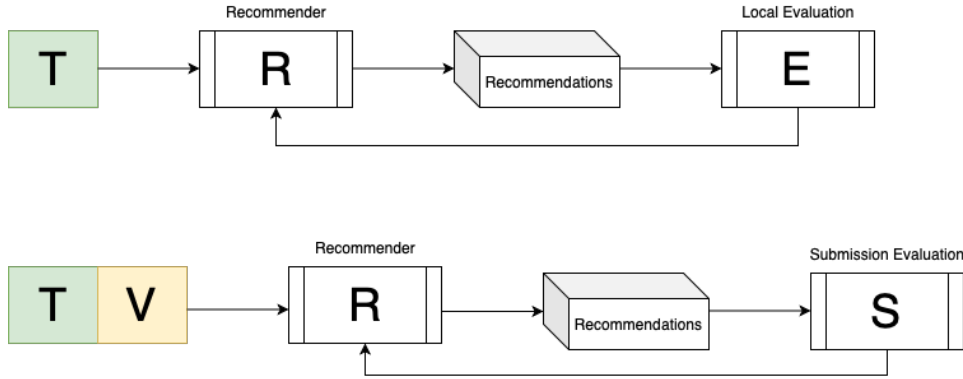 Recommender
Local Evaluation
T
R
Recommendations
E
Recommender
Submission Evaluation
T
V
R
Recommendations
S